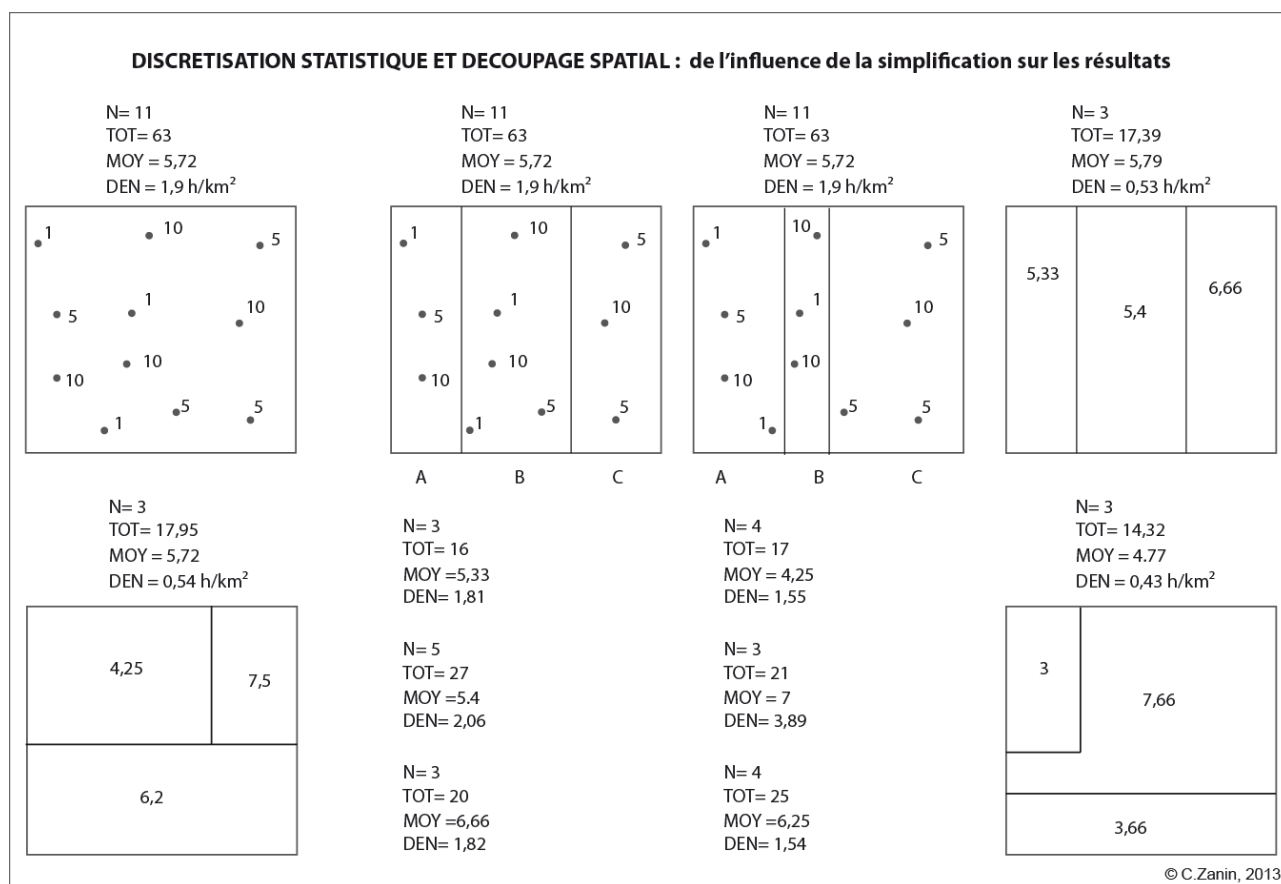 DISCRETISATION STATISTIQUE ET DECOUPAGE SPATIAL : de l'influence de la simplification sur les résultats
N= 11
TOT= 63
MOY = 5,72
DEN = 1,9 h/km²
1
10
5
5
1
10
10
10
1
5
5
N= 11
TOT= 63
MOY = 5,72
DEN = 1,9 h/km²
1
10
5
5
1
10
10
10
1
5
5
A B C
N= 11
TOT= 63
MOY = 5,72
DEN = 1,9 h/km²
1
10
5
5
1
10
10
10
1
5
5
A B C
N= 3
TOT= 17,39
MOY = 5,79
DEN = 0,53 h/km²
5,33
5,4
6,66
N= 3
TOT= 17,95
MOY = 5,72
DEN = 0,54 h/km²
4,25
7,5
6,2
N= 3
TOT= 16
MOY =5,33
DEN= 1,81
N= 5
TOT= 27
MOY =5.4
DEN= 2,06
N= 3
TOT= 20
MOY =6,66
DEN= 1,82
N= 4
TOT= 17
MOY = 4,25
DEN= 1,55
N= 3
TOT= 21
MOY = 7
DEN= 3,89
N= 4
TOT= 25
MOY =6,25
DEN= 1,54
N= 3
TOT= 14,32
MOY = 4.77
DEN = 0,43 h/km²
3
7,66
3,66
© C.Zanin, 2013